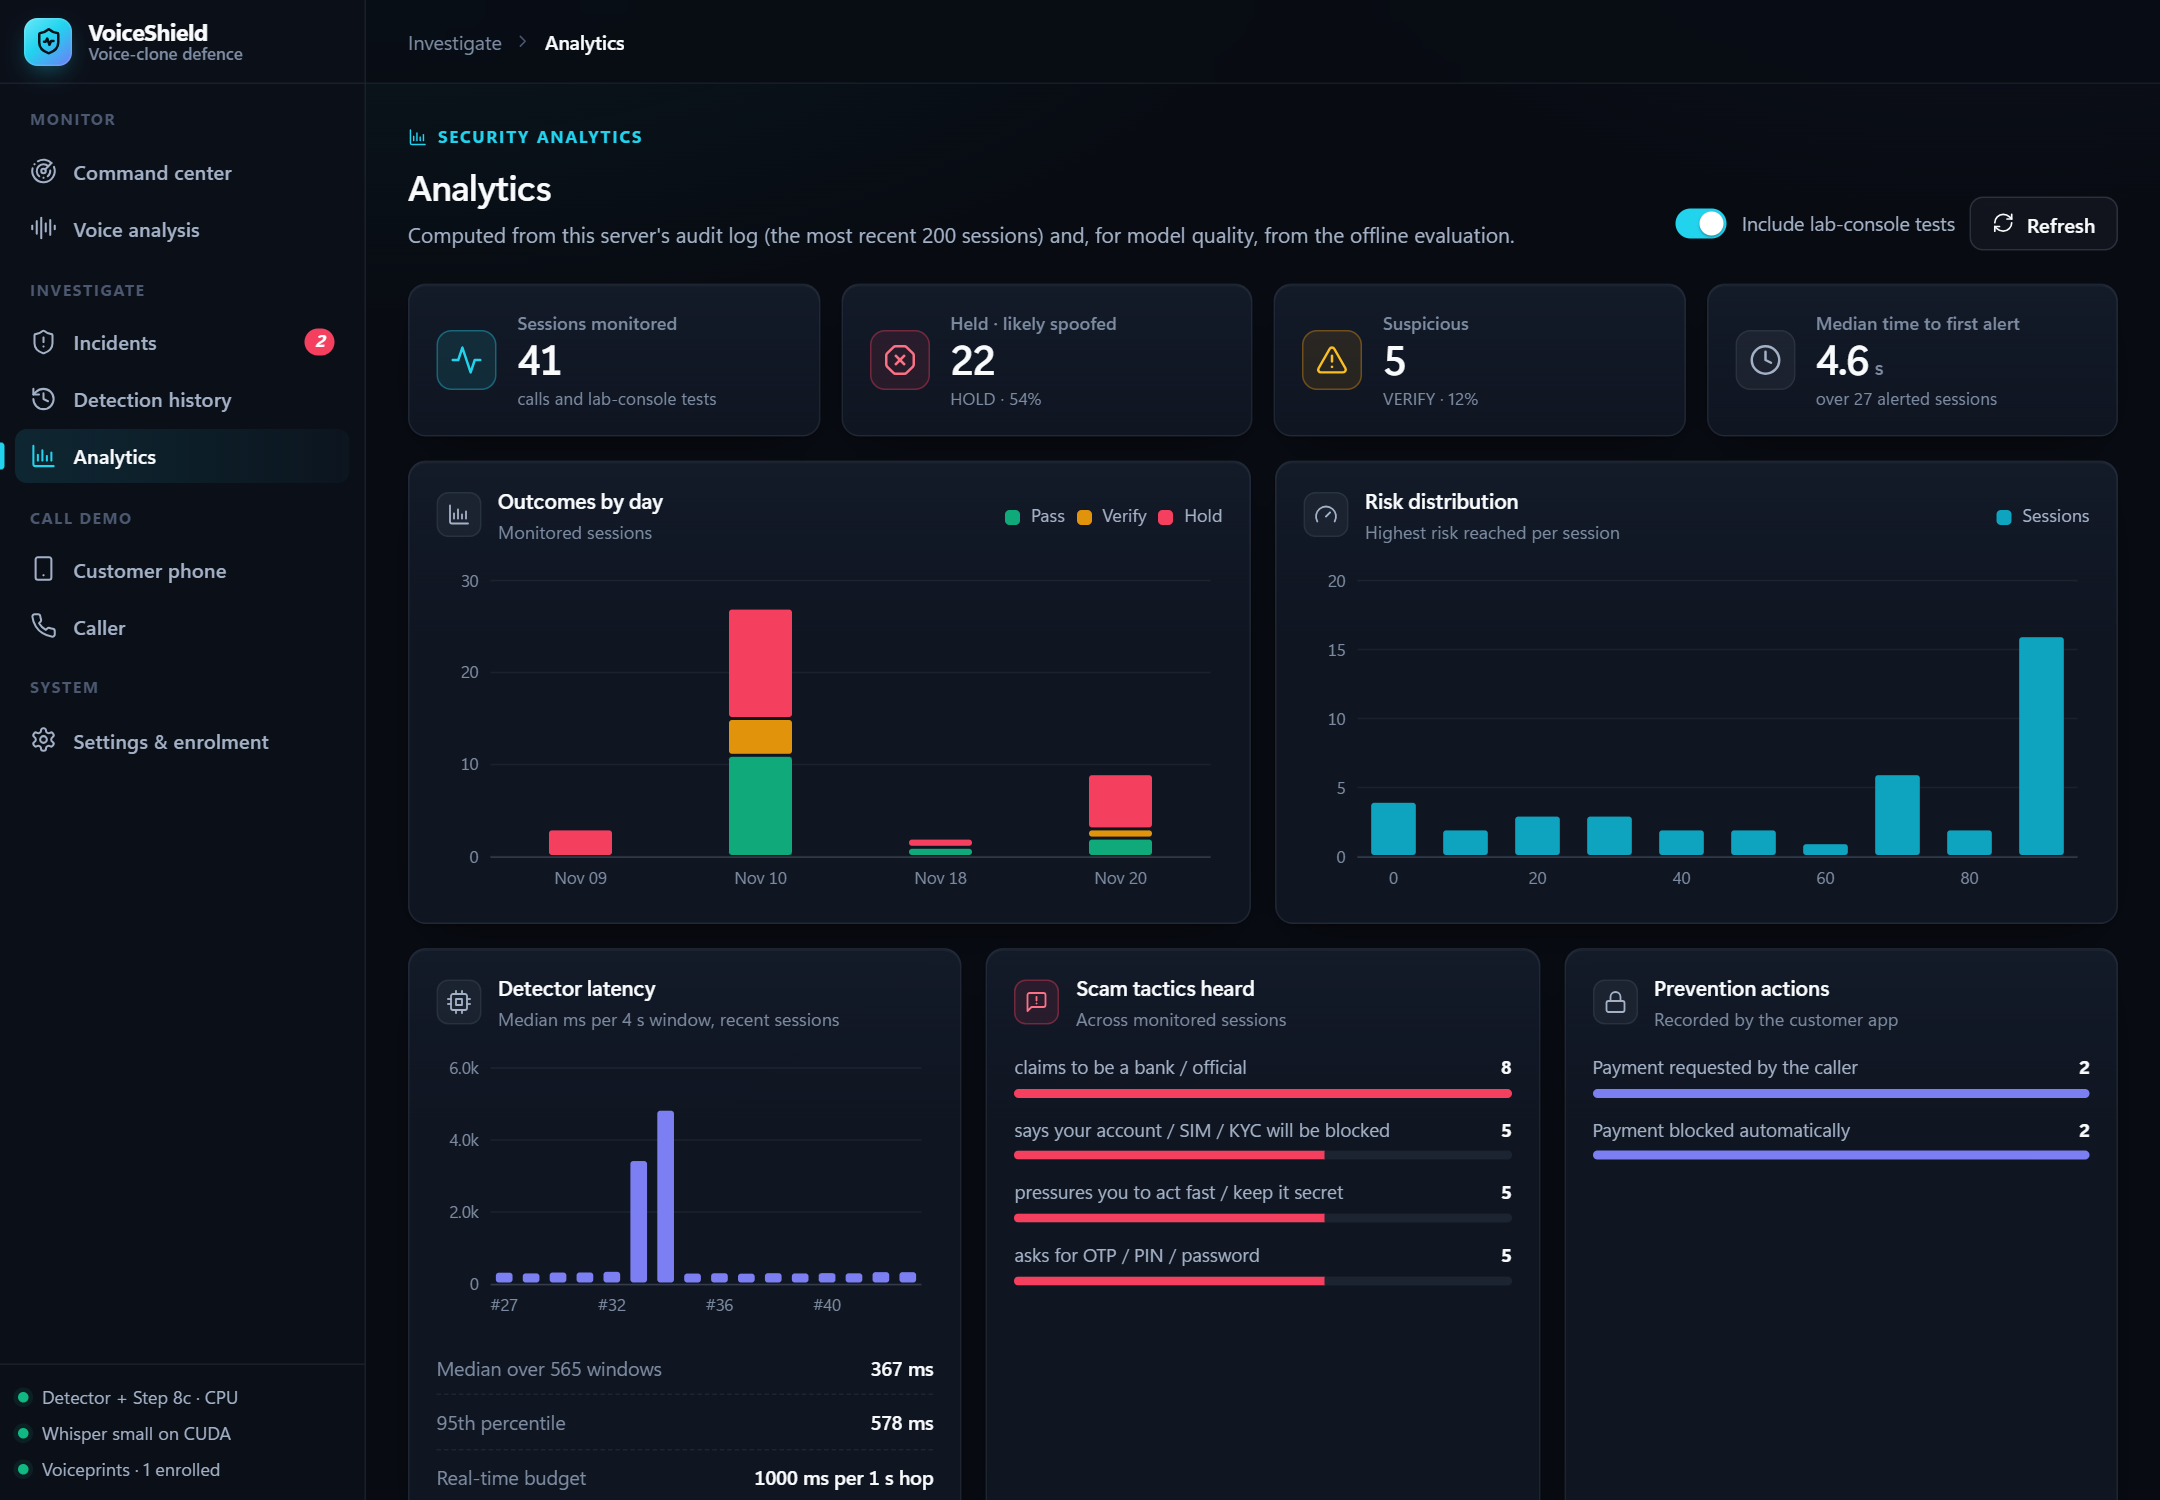 VoiceShield
Voice-clone defence
MONITOR
Command center
Voice analysis
INVESTIGATE
Incidents 2
Detection history
Analytics
CALL DEMO
Customer phone
Caller
SYSTEM
Settings & enrolment
Detector + Step 8c · CPU
Whisper small on CUDA
Voiceprints · 1 enrolled
Investigate > Analytics
SECURITY ANALYTICS
Analytics
Computed from this server's audit log (the most recent 200 sessions) and, for model quality, from the offline evaluation.
Include lab-console tests
Refresh
Sessions monitored
41
calls and lab-console tests
Held · likely spoofed
22
HOLD · 54%
Suspicious
5
VERIFY · 12%
Median time to first alert
4.6 s
over 27 alerted sessions
Outcomes by day
Monitored sessions
Pass Verify Hold
30
20
10
0
Nov 09 Nov 10 Nov 18 Nov 20
Risk distribution
Highest risk reached per session
Sessions
20
15
10
5
0
0 20 40 60 80
Detector latency
Median ms per 4 s window, recent sessions
6.0k
4.0k
2.0k
0
#27 #32 #36 #40
Median over 565 windows 367 ms
95th percentile 578 ms
Real-time budget 1000 ms per 1 s hop
Scam tactics heard
Across monitored sessions
claims to be a bank / official 8
says your account / SIM / KYC will be blocked 5
pressures you to act fast / keep it secret 5
asks for OTP / PIN / password 5
Prevention actions
Recorded by the customer app
Payment requested by the caller 2
Payment blocked automatically 2